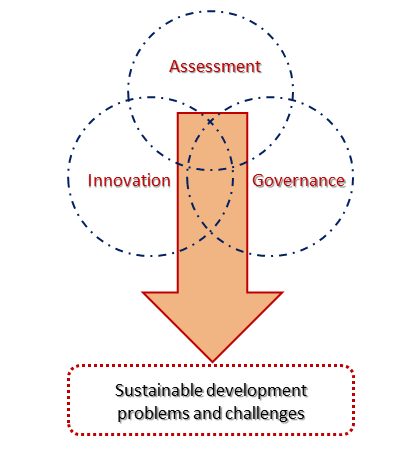 Assessment
Innovation
Governance
Sustainable development
problems and challenges